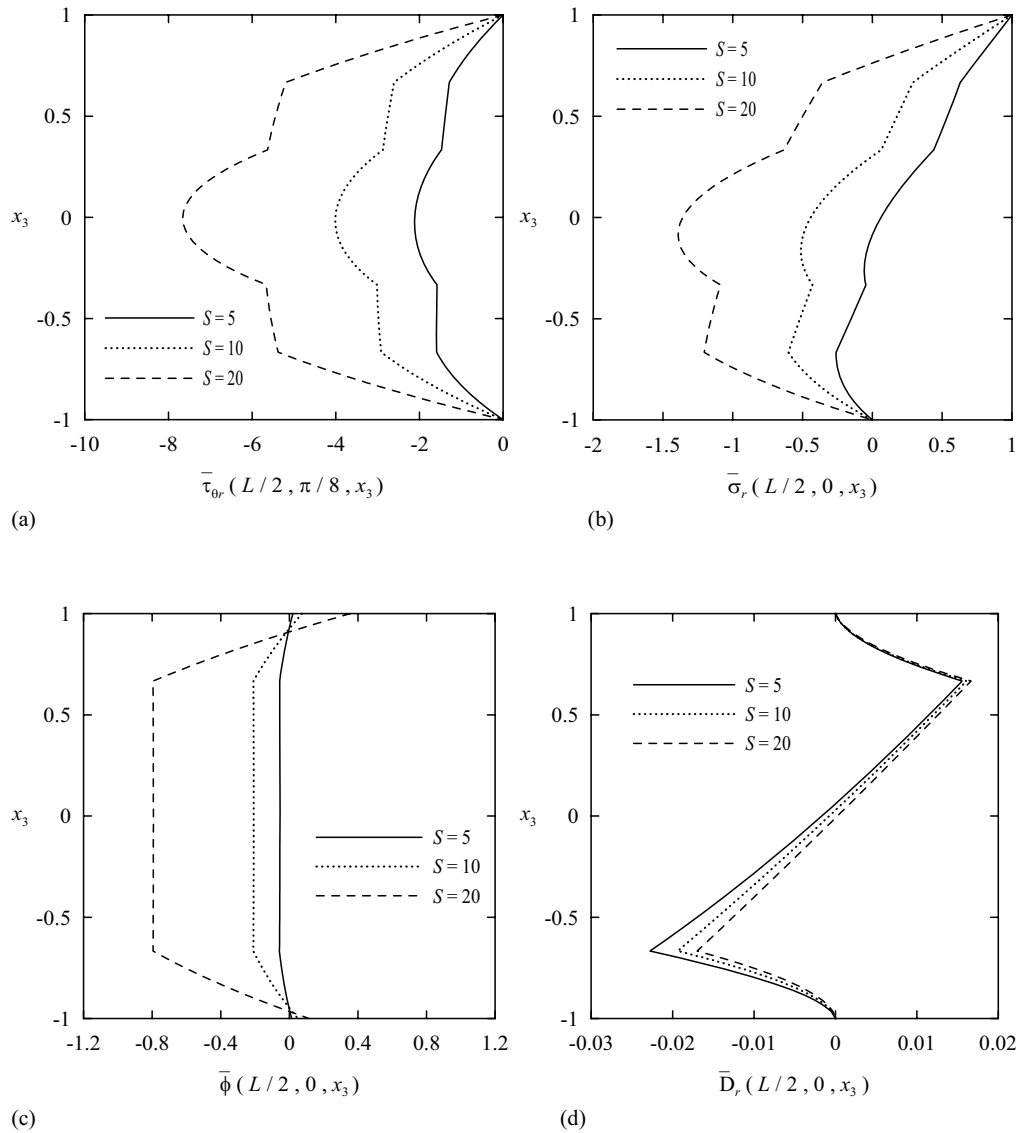 1
0.5
x₃ 0
-0.5
-1
S = 5
S = 10
S = 20
-10 -8 -6 -4 -2 0
τ̄θr ( L / 2 , π / 8 , x₃ )
(a)
1
0.5
x₃ 0
-0.5
-1
S = 5
S = 10
S = 20
-2 -1.5 -1 -0.5 0 0.5 1
σ̄r ( L / 2 , 0 , x₃ )
(b)
1
0.5
x₃ 0
-0.5
-1
S = 5
S = 10
S = 20
-1.2 -0.8 -0.4 0 0.4 0.8 1.2
ϕ̄ ( L / 2 , 0 , x₃ )
(c)
1
0.5
x₃ 0
-0.5
-1
S = 5
S = 10
S = 20
-0.03 -0.02 -0.01 0 0.01 0.02
D̄r ( L / 2 , 0 , x₃ )
(d)